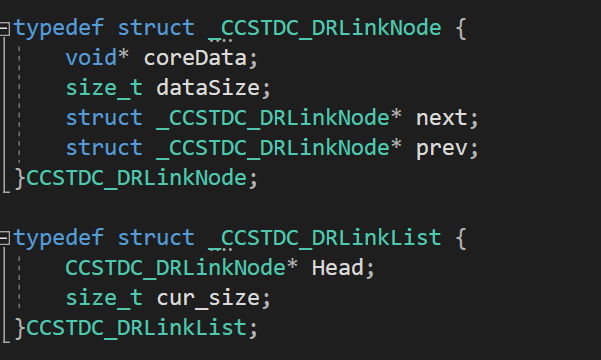 typedef struct _CCSTDC_DRLinkNode {
void* coreData;
size_t dataSize;
struct _CCSTDC_DRLinkNode* next;
struct _CCSTDC_DRLinkNode* prev;
}CCSTDC_DRLinkNode;
typedef struct _CCSTDC_DRLinkList {
CCSTDC_DRLinkNode* Head;
size_t cur_size;
}CCSTDC_DRLinkList;